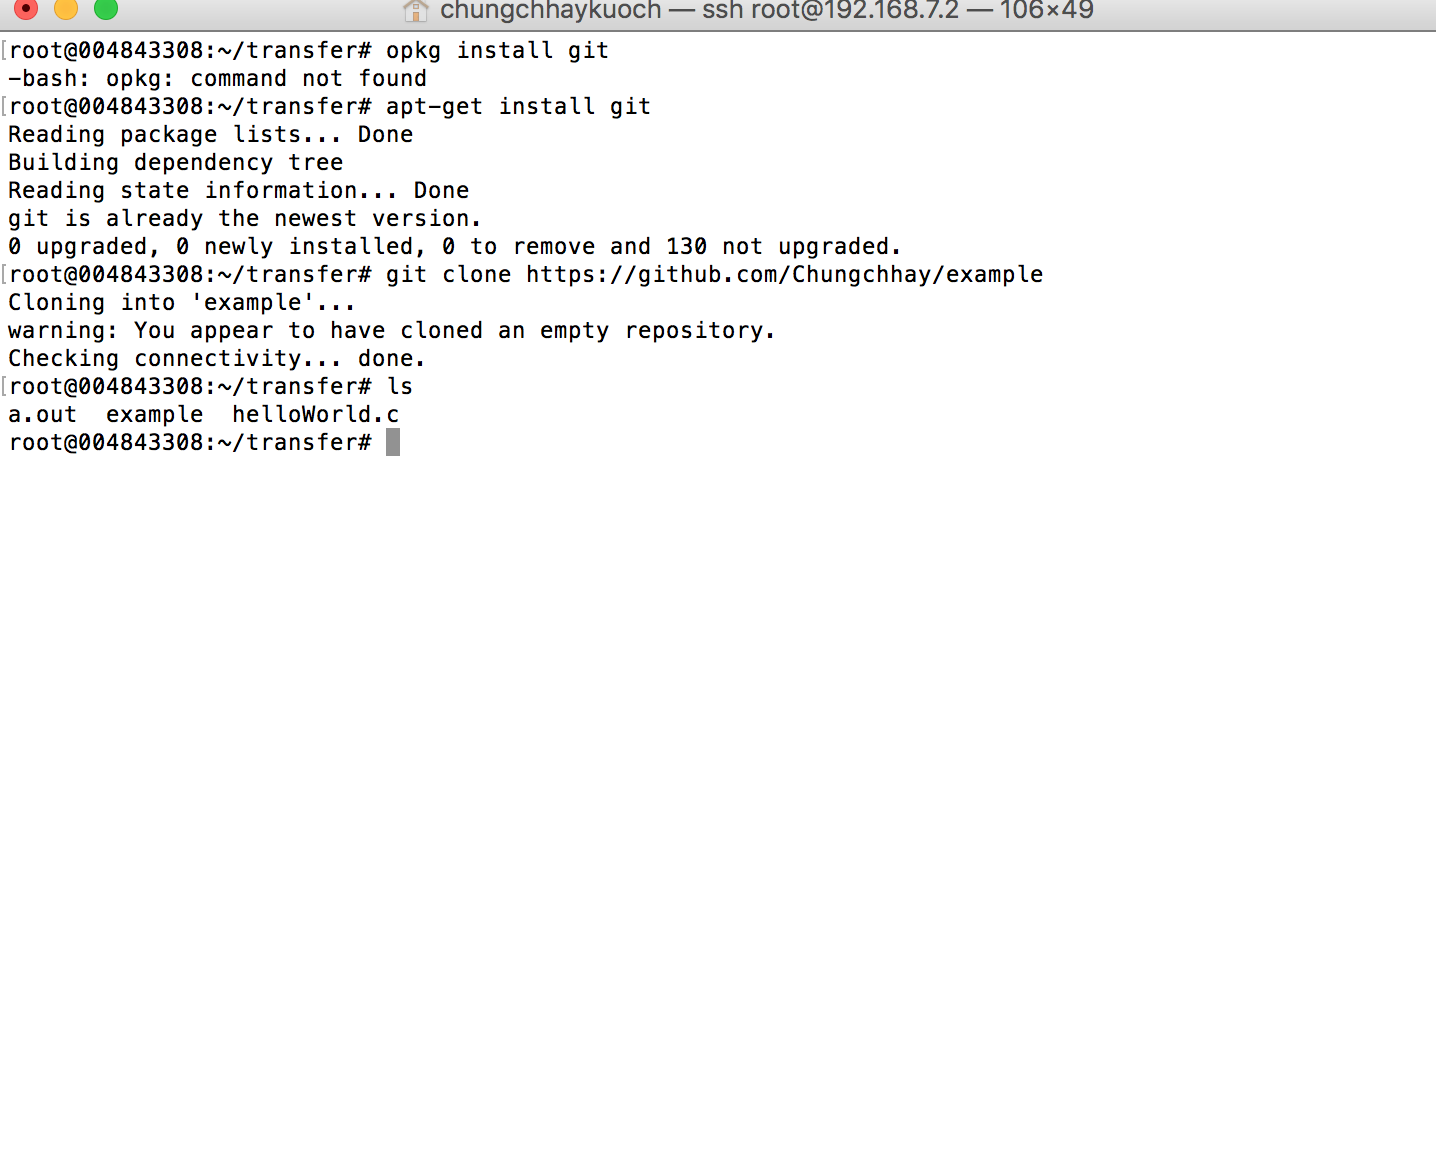 chungchhaykuoch — ssh root@192.168.7.2 — 106×49
[root@004843308:~/transfer# opkg install git
-bash: opkg: command not found
[root@004843308:~/transfer# apt-get install git
Reading package lists... Done
Building dependency tree
Reading state information... Done
git is already the newest version.
0 upgraded, 0 newly installed, 0 to remove and 130 not upgraded.
[root@004843308:~/transfer# git clone https://github.com/Chungchhay/example
Cloning into 'example'...
warning: You appear to have cloned an empty repository.
Checking connectivity... done.
[root@004843308:~/transfer# ls
a.out  example  helloWorld.c
root@004843308:~/transfer#